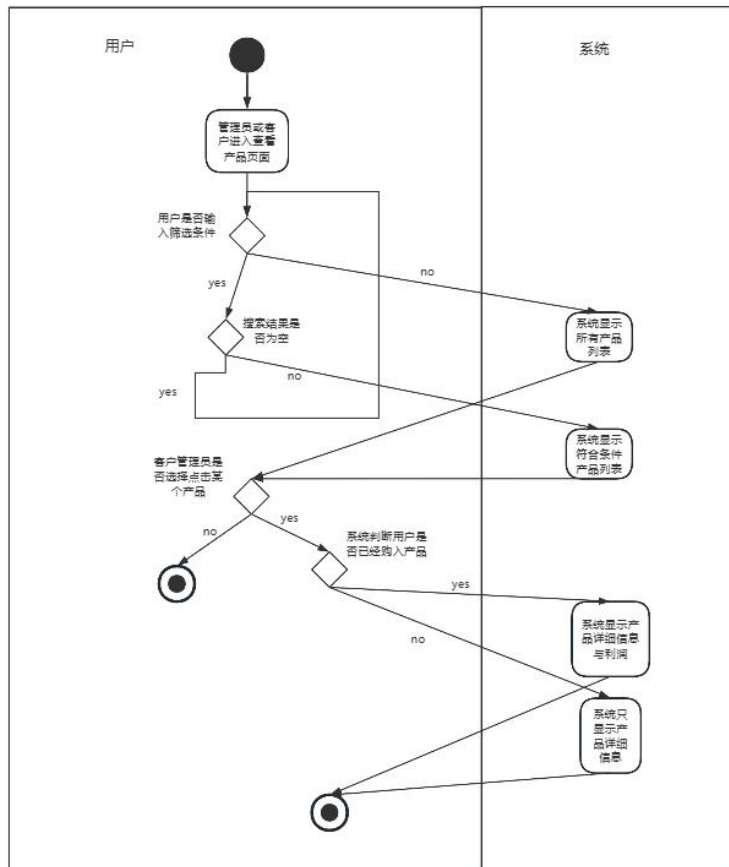 用户
系统
管理员或客
户进入查看
产品页面
用户是否输
入筛选条件
no
yes
系统显示
所有产品
列表
搜索结果是
否为空
yes
no
系统显示
符合条件
产品列表
客户管理员是
否选择点击某
个产品
no
yes
系统判断用户是
否已经购入产品
yes
no
系统显示产
品详细信息
与利润
系统只
显示产
品详细
信息